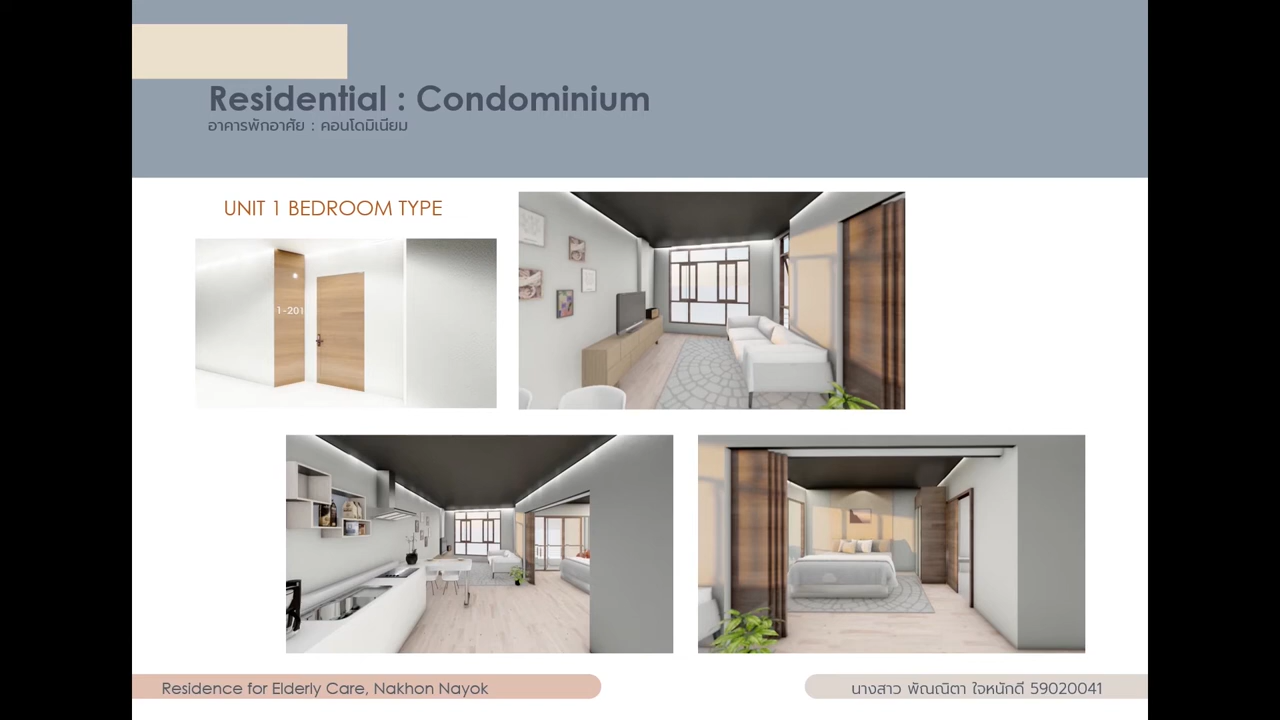 Residential : Condominium
อาคารพักอาศัย : คอนโดมิเนียม
UNIT 1 BEDROOM TYPE
1-201
Residence for Elderly Care, Nakhon Nayok
นางสาว พัณณิตา ใจหนักดี 59020041